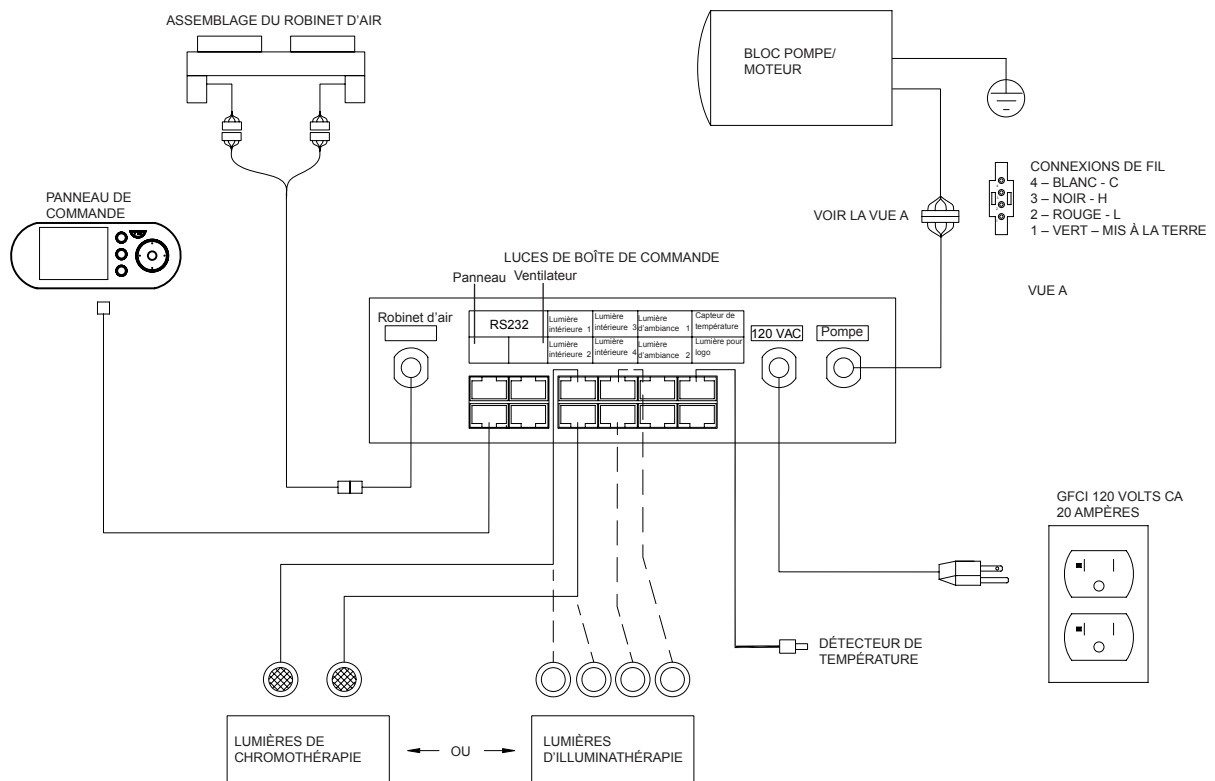 ASSEMBLAGE DU ROBINET D'AIR
BLOC POMPE/
MOTEUR
CONNEXIONS DE FIL
4 – BLANC - C
3 – NOIR - H
2 – ROUGE - L
1 – VERT – MIS À LA TERRE
VOIR LA VUE A
VUE A
PANNEAU DE
COMMANDE
LUCES DE BOÎTE DE COMMANDE
Panneau
Ventilateur
Robinet d'air
RS232
Lumière
intérieure 1
Lumière
intérieure 3
Lumière
d'ambiance 1
Capteur de
température
Lumière
intérieure 2
Lumière
intérieure 4
Lumière
d'ambiance 2
Lumière pour
logo
120 VAC
Pompe
GFCI 120 VOLTS CA
20 AMPÈRES
DÉTECTEUR DE
TEMPÉRATURE
LUMIÈRES DE
CHROMOTHÉRAPIE
OU
LUMIÈRES
D'ILLUMINATHÉRAPIE